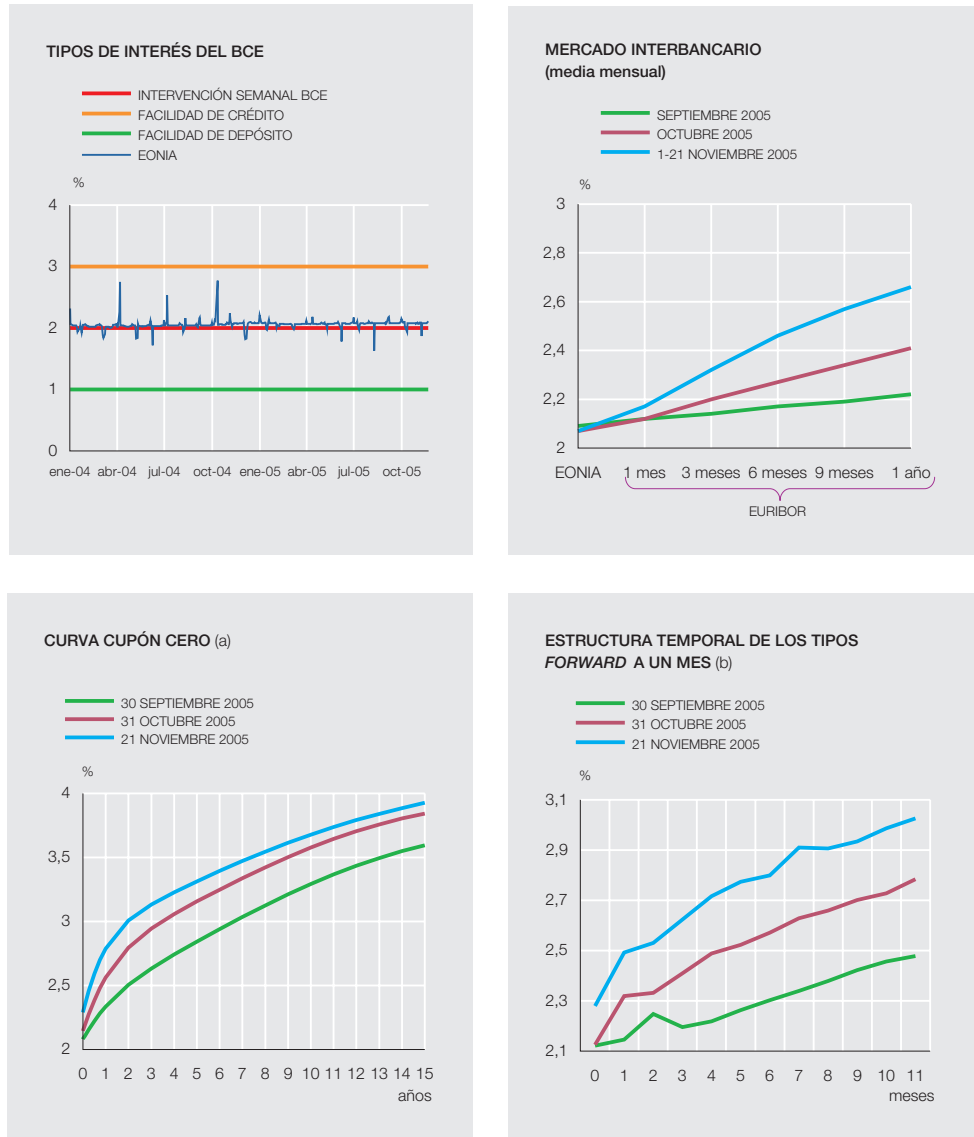 TIPOS DE INTERÉS DEL BCE
INTERVENCIÓN SEMANAL BCE
FACILIDAD DE CRÉDITO
FACILIDAD DE DEPÓSITO
EONIA
%
4
3
2
1
0
ene-04 abr-04 jul-04 oct-04 ene-05 abr-05 jul-05 oct-05
MERCADO INTERBANCARIO
(media mensual)
SEPTIEMBRE 2005
OCTUBRE 2005
1-21 NOVIEMBRE 2005
%
3
2,8
2,6
2,4
2,2
2
EONIA 1 mes 3 meses 6 meses 9 meses 1 año
EURIBOR
CURVA CUPÓN CERO (a)
30 SEPTIEMBRE 2005
31 OCTUBRE 2005
21 NOVIEMBRE 2005
%
4
3,5
3
2,5
2
0 1 2 3 4 5 6 7 8 9 10 11 12 13 14 15
años
ESTRUCTURA TEMPORAL DE LOS TIPOS
FORWARD A UN MES (b)
30 SEPTIEMBRE 2005
31 OCTUBRE 2005
21 NOVIEMBRE 2005
%
3,1
2,9
2,7
2,5
2,3
2,1
0 1 2 3 4 5 6 7 8 9 10 11
meses